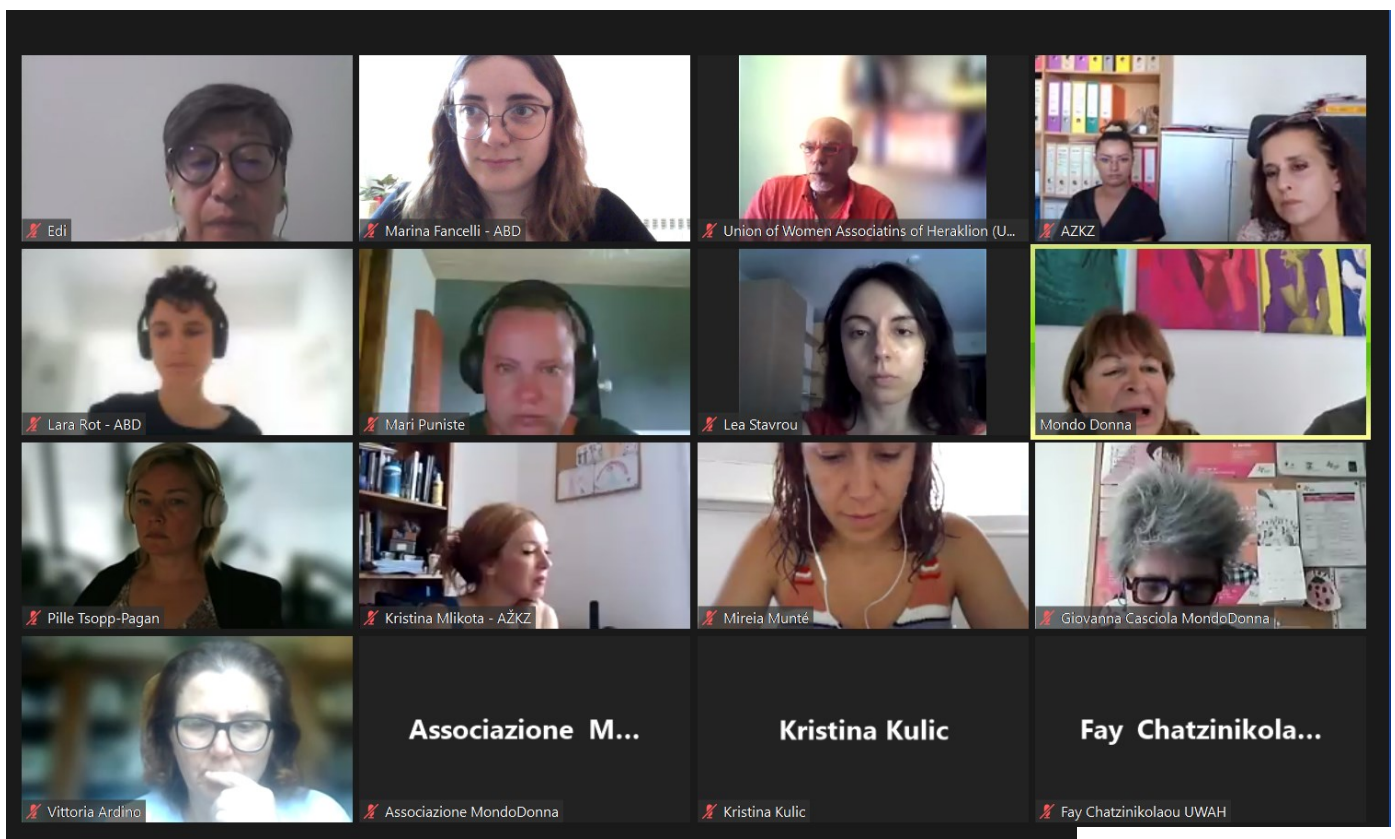 Edi
Marina Fancelli - ABD
Union of Women Associatins of Heraklion (U...
AZKZ
Lara Rot - ABD
Mari Puniste
Lea Stavrou
Mondo Donna
Pille Tsopp-Pagan
Kristina Mlikota - AŽKZ
Mireia Munté
Giovanna Casciola MondoDonna
Vittoria Ardino
Associazione M...
Associazione MondoDonna
Kristina Kulic
Kristina Kulic
Fay Chatzinikola...
Fay Chatzinikolaou UWAH